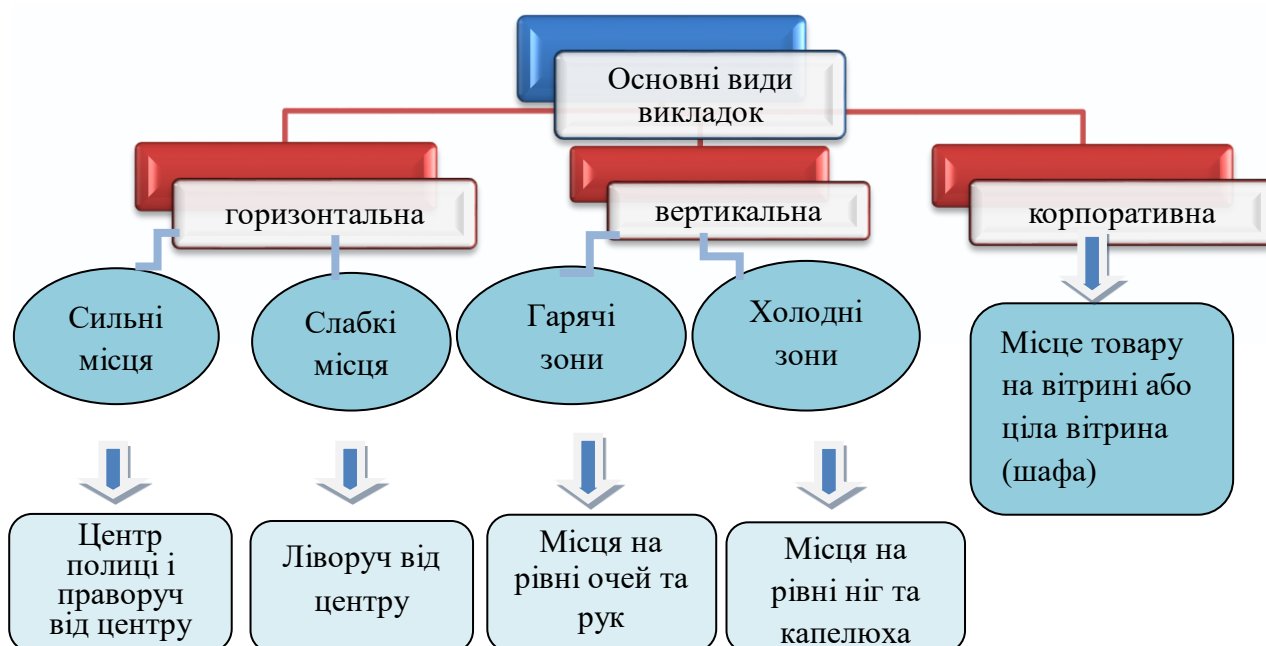 Основні види
викладок
горизонтальна
вертикальна
корпоративна
Сильні
місця
Слабкі
місця
Гарячі
зони
Холодні
зони
Місце товару
на вітрині або
ціла вітрина
(шафа)
Центр
полиці і
праворуч
від центру
Ліворуч від
центру
Місця на
рівні очей та
рук
Місця на
рівні ніг та
капелюха